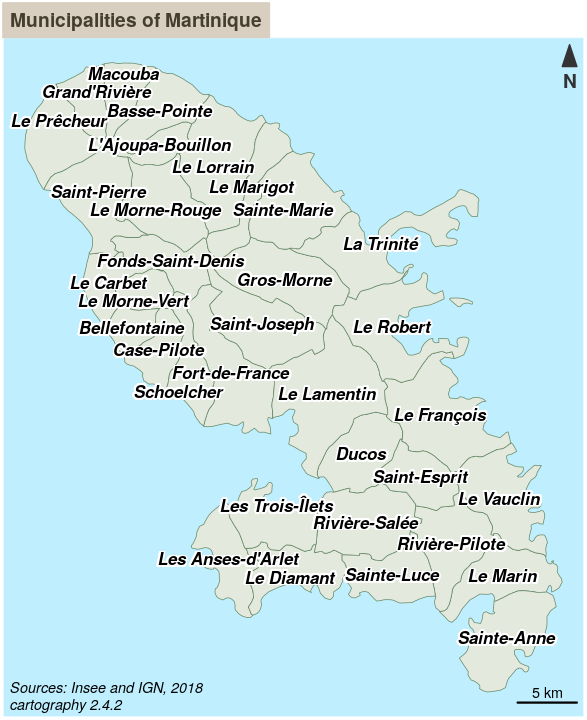 Municipalities of Martinique
N
Macouba
Grand'Rivière
Basse-Pointe
Le Prêcheur
L'Ajoupa-Bouillon
Le Lorrain
Saint-Pierre
Le Marigot
Le Morne-Rouge
Sainte-Marie
La Trinité
Fonds-Saint-Denis
Le Carbet
Gros-Morne
Le Morne-Vert
Bellefontaine
Saint-Joseph
Le Robert
Case-Pilote
Fort-de-France
Schoelcher
Le Lamentin
Le François
Ducos
Saint-Esprit
Le Vauclin
Les Trois-Îlets
Rivière-Salée
Rivière-Pilote
Les Anses-d'Arlet
Le Diamant
Sainte-Luce
Le Marin
Sainte-Anne
Sources: Insee and IGN, 2018
cartography 2.4.2
5 km